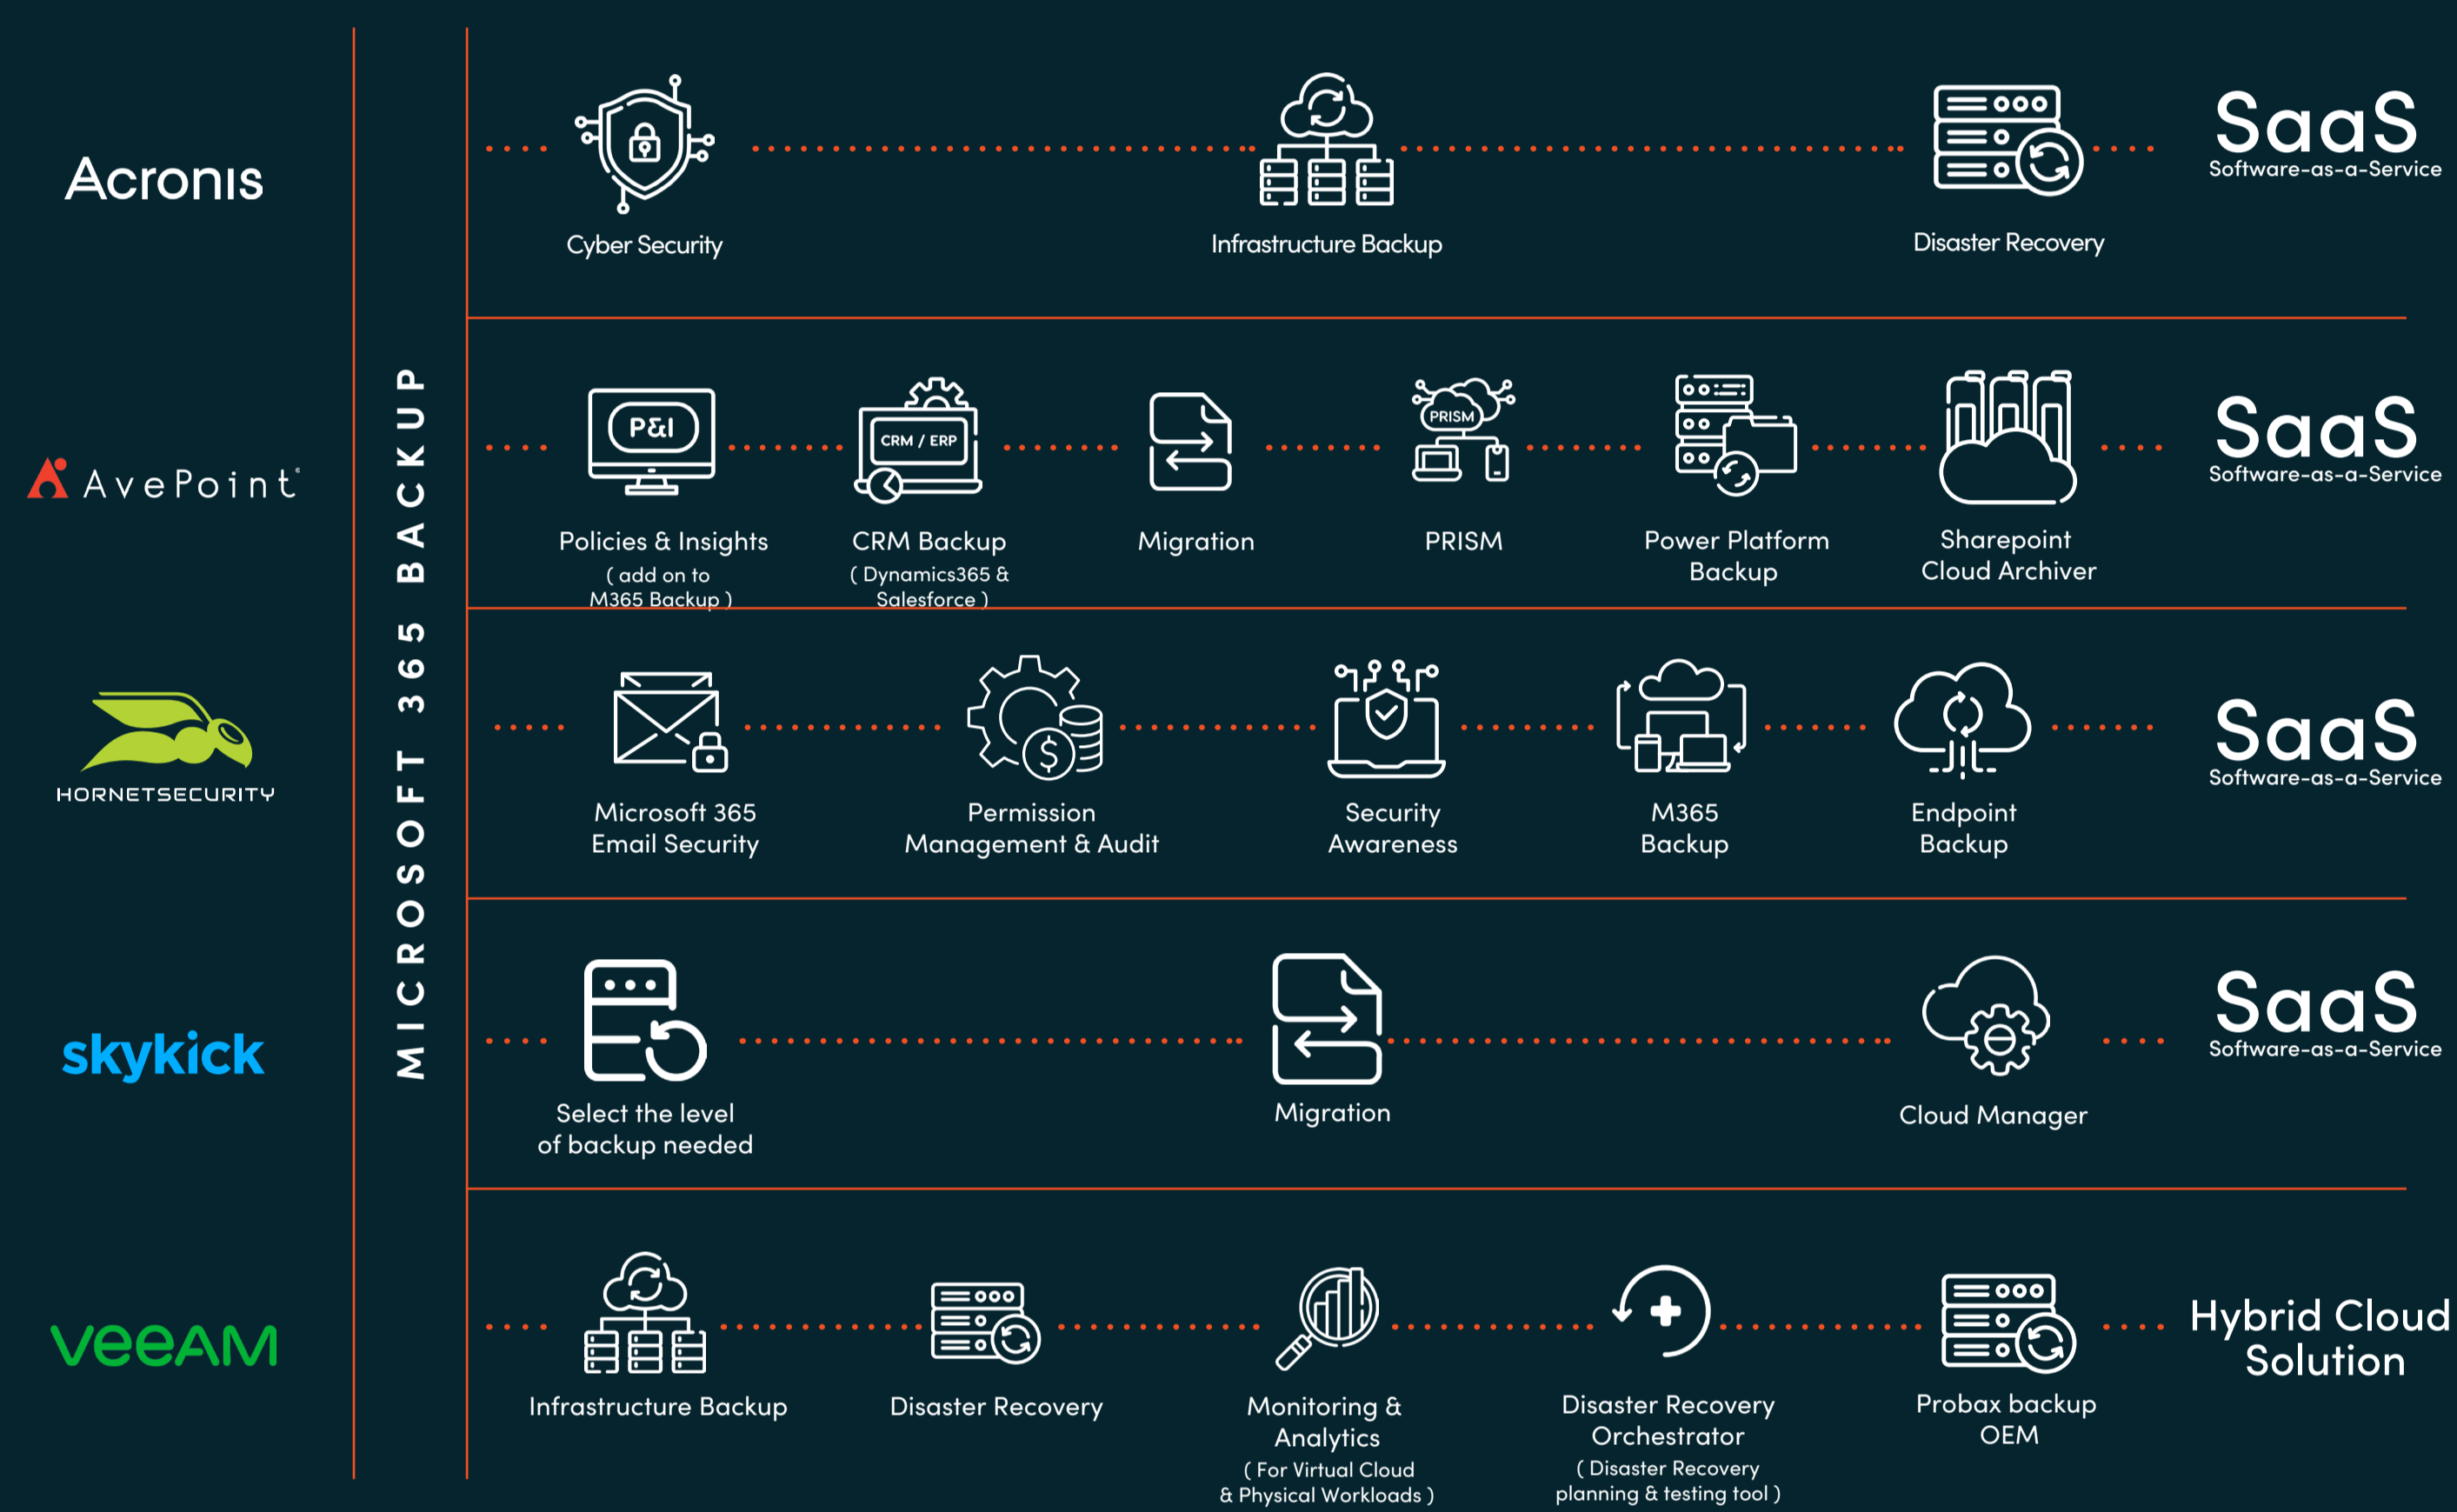 Acronis
AvePoint
HORNETSECURITY
skykick
veeAM
MICROSOFT 365 BACKUP
Cyber Security
Infrastructure Backup
Disaster Recovery
SaaS
Software-as-a-Service
P&I
Policies & Insights
( add on to
M365 Backup )
CRM / ERP
CRM Backup
( Dynamics365 &
Salesforce )
Migration
PRISM
PRISM
Power Platform
Backup
Sharepoint
Cloud Archiver
SaaS
Software-as-a-Service
Microsoft 365
Email Security
$
Permission
Management & Audit
Security
Awareness
M365
Backup
Endpoint
Backup
SaaS
Software-as-a-Service
Select the level
of backup needed
Migration
Cloud Manager
SaaS
Software-as-a-Service
Infrastructure Backup
Disaster Recovery
Monitoring &
Analytics
( For Virtual Cloud
& Physical Workloads )
Disaster Recovery
Orchestrator
( Disaster Recovery
planning & testing tool )
Probax backup
OEM
Hybrid Cloud
Solution